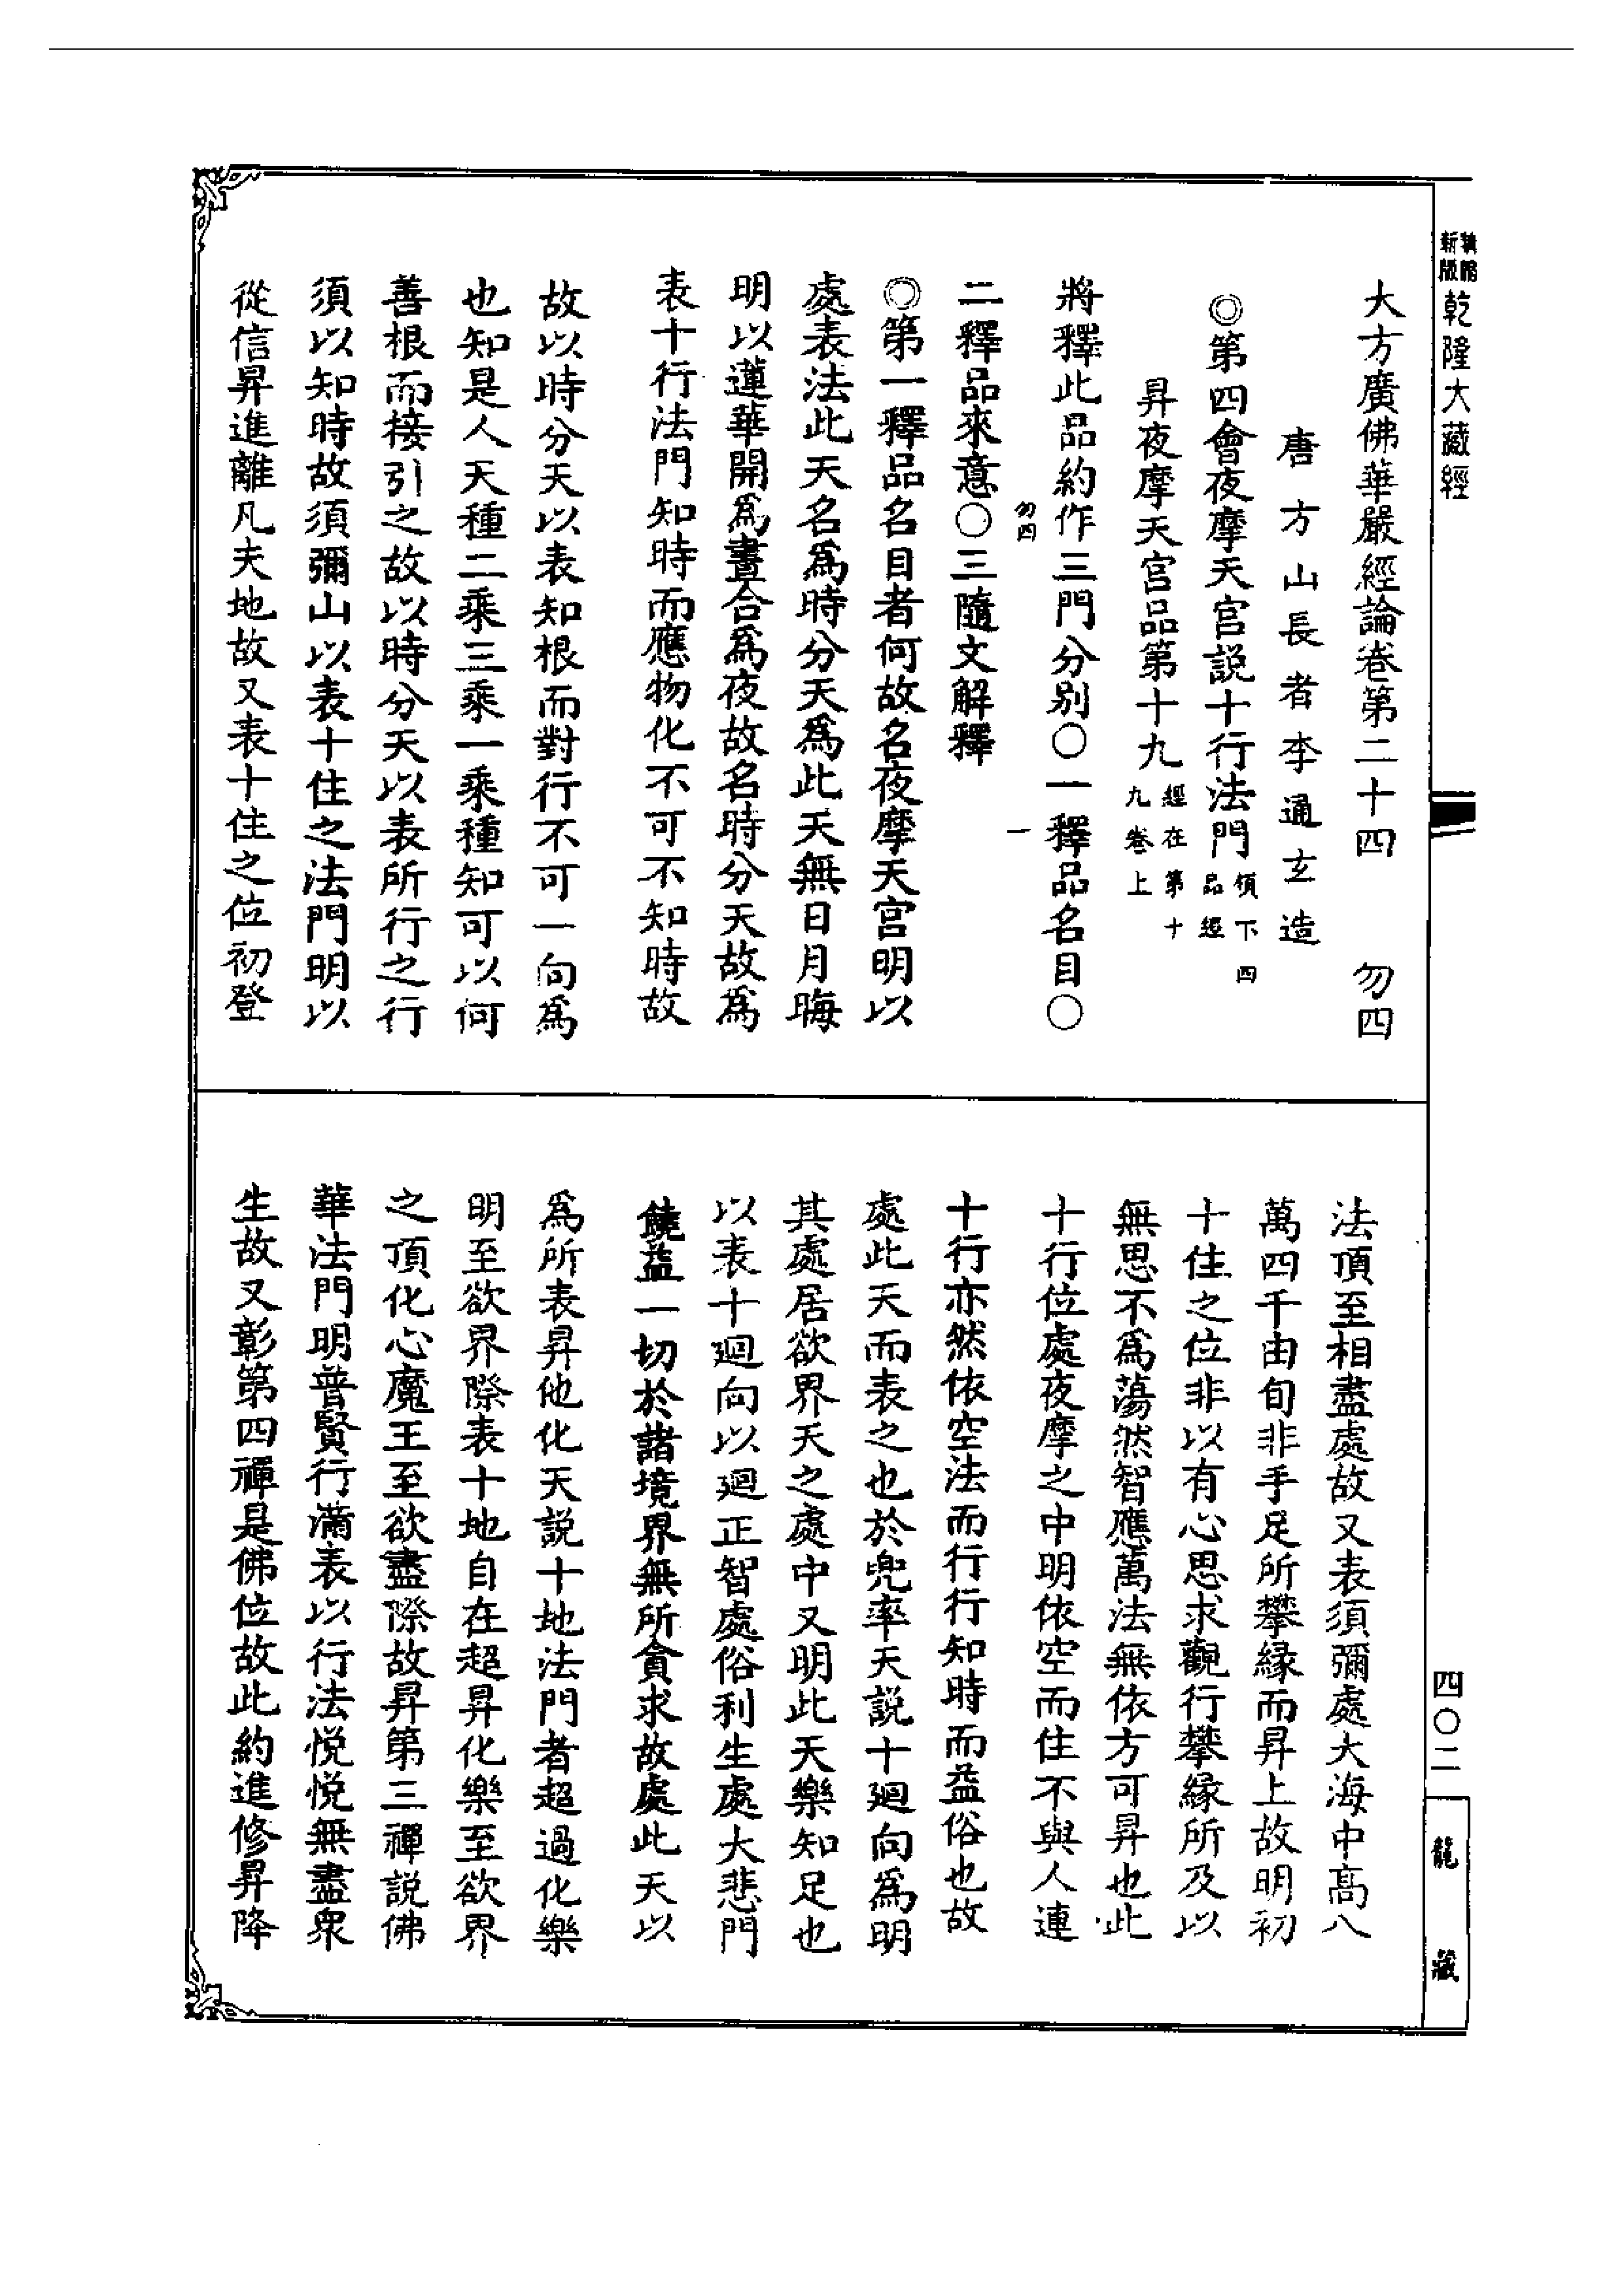 新版
乾隆大藏經
大方廣佛華嚴經論卷第二十四 勿四
唐方山長者李通玄造
◎第四會夜摩天宮説十行法門領下四
品經
昇夜摩天宮品第十九經在第十
九卷上
將釋此品約作三門分別〇一釋品名目〇
勿四 一
二釋品來意〇三隨文解釋
◎第一釋品名目者何故名夜摩天宮明以
處表法此天名爲時分天爲此天無日月晦
明以蓮華開爲晝合爲夜故名時分天故爲
表十行法門知時而應物化不可不知時故
故以時分天以表知根而對行不可一向爲
也知是人天種二乘三乘一乘種知可以何
善根而接引之故以時分天以表所行之行
須以知時故須彌山以表十住之法門明以
從信昇進離凡夫地故又表十住之位初登
法頂至相盡處故又表須彌處大海中高八
萬四千由旬非手足所攀緣而昇上故明初
十住之位非以有心思求觀行攀緣所及以
無思不爲蕩然智應萬法無依方可昇也此
十行位處夜摩之中明依空而住不與人連
十行亦然依空法而行行知時而益俗也故
處此天而表之也於兜率天説十廻向爲明
其處居欲界天之處中又明此天樂知足也
以表十廻向以廻正智處俗利生處大悲門
饒益一切於諸境界無所貪求故處此天以
爲所表昇他化天説十地法門者超過化樂
明至欲界際表十地自在超昇化樂至欲界
之頂化心魔王至欲盡際故昇第三禪説佛
華法門明普賢行滿表以行法悦悦無盡衆
生故又彰第四禪是佛位故此約進修昇降
四〇二
龍藏